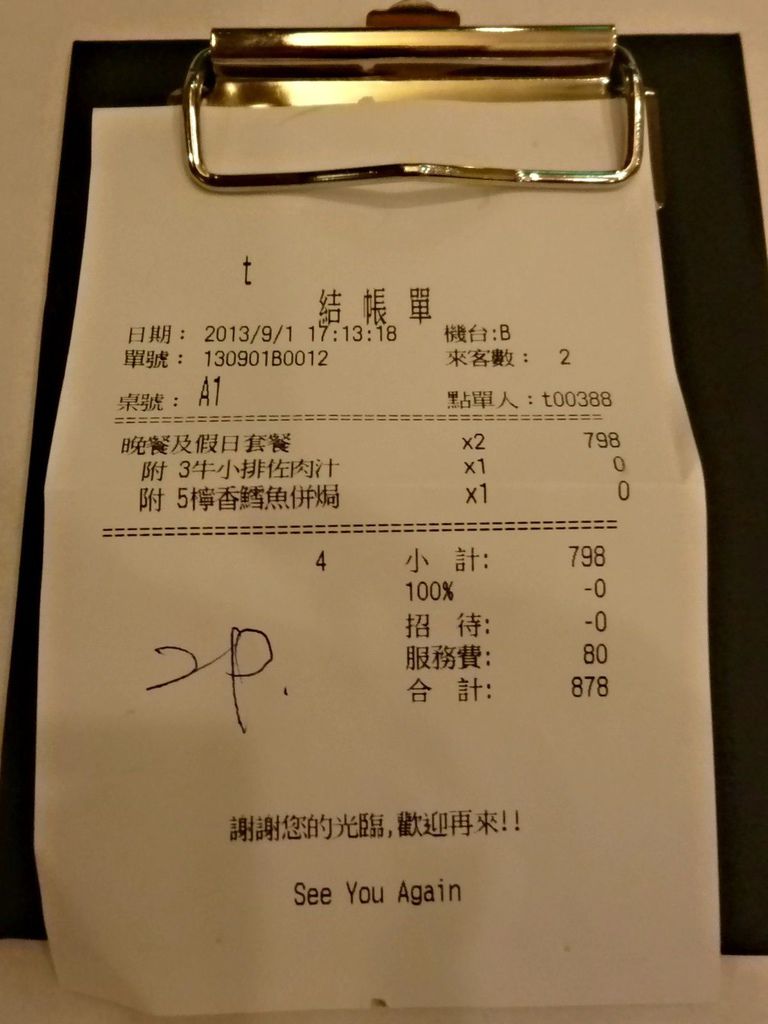 t
結帳單
日期： 2013/9/1 17:13:18 機台:B
單號： 130901B0012 來客數： 2
桌號： A1 點單人：t00388
晚餐及假日套餐 x2 798
附 3牛小排佐肉汁 x1 0
附 5檸香鱈魚併焗 x1 0
4 小 計: 798
100% -0
招 待: -0
服務費: 80
合 計: 878
2P.
謝謝您的光臨,歡迎再來!!
See You Again